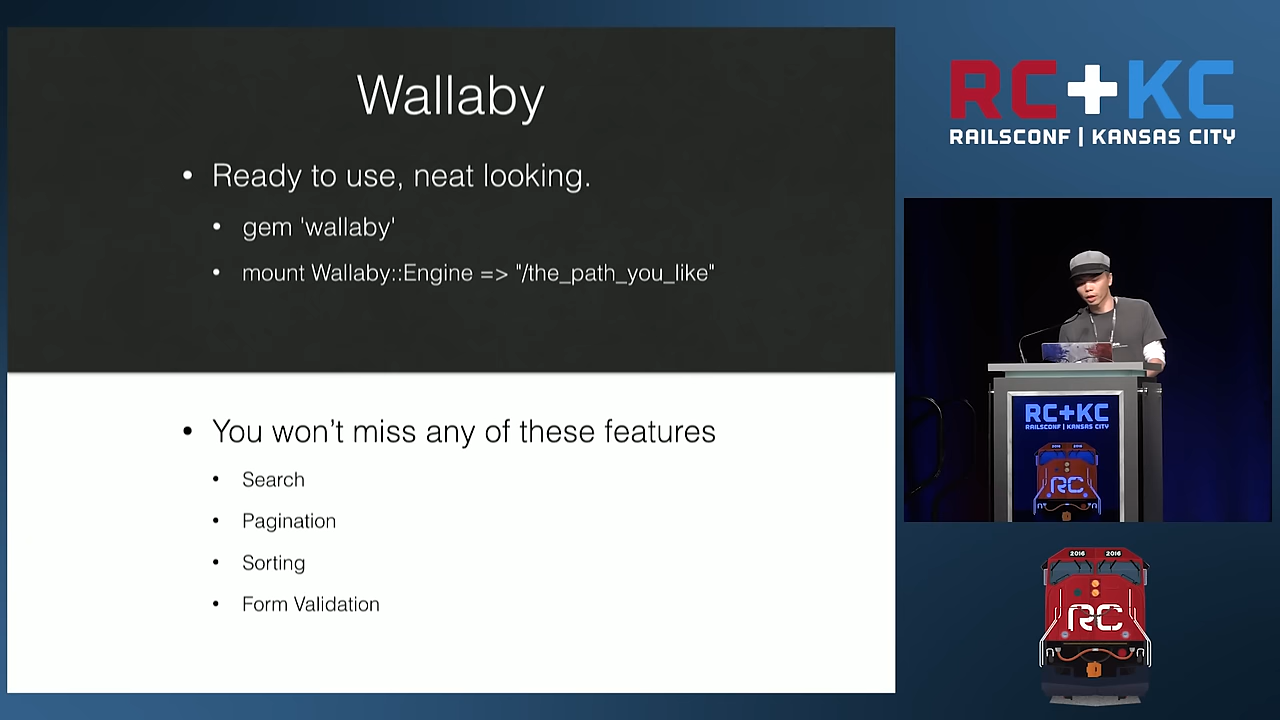 Wallaby
• Ready to use, neat looking.
• gem 'wallaby'
• mount Wallaby::Engine => "/the_path_you_like"
• You won’t miss any of these features
• Search
• Pagination
• Sorting
• Form Validation
RC+KC
RAILSCONF | KANSAS CITY
RC+KC
RAILSCONF | KANSAS CITY
2016 2016
RC
2016 2016
RC